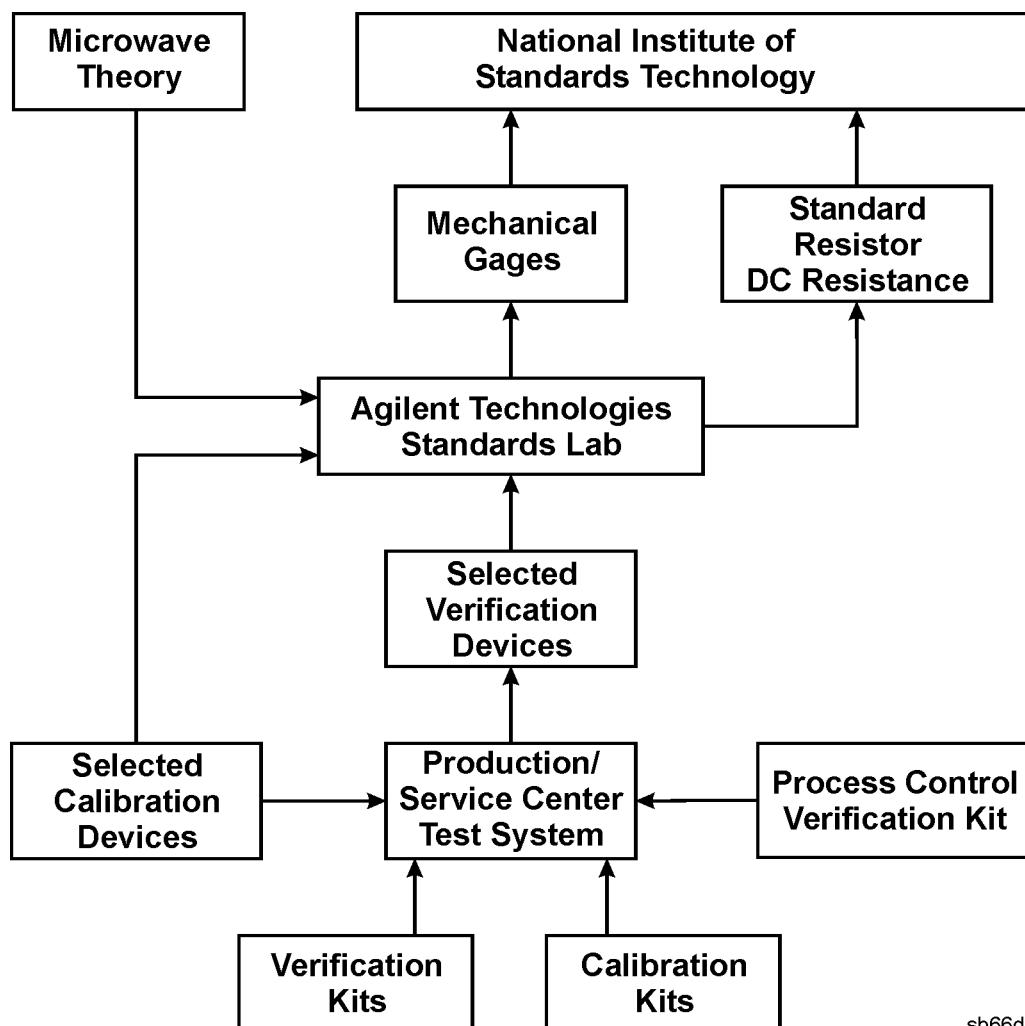 Microwave
Theory
National Institute of
Standards Technology
Mechanical
Gages
Standard
Resistor
DC Resistance
Agilent Technologies
Standards Lab
Selected
Verification
Devices
Selected
Calibration
Devices
Production/
Service Center
Test System
Process Control
Verification Kit
Verification
Kits
Calibration
Kits
sb66d